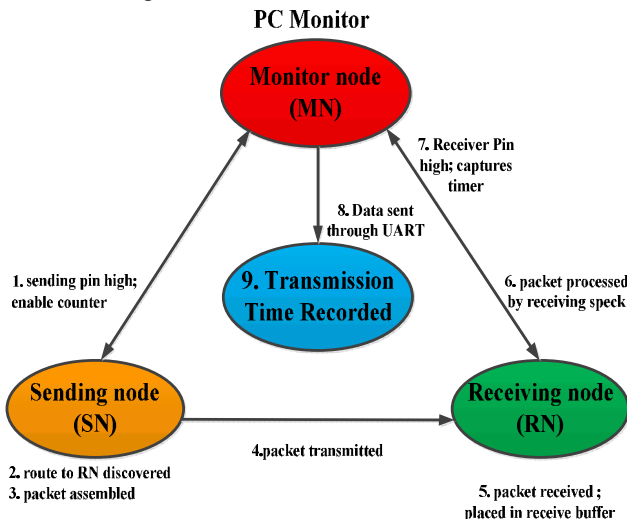 PC Monitor
Monitor node
(MN)
7. Receiver Pin
high; captures
timer
8. Data sent
through UART
1. sending pin high;
enable counter
9. Transmission
Time Recorded
6. packet processed
by receiving speck
Sending node
(SN)
Receiving node
(RN)
4.packet transmitted
2. route to RN discovered
3. packet assembled
5. packet received ;
placed in receive buffer